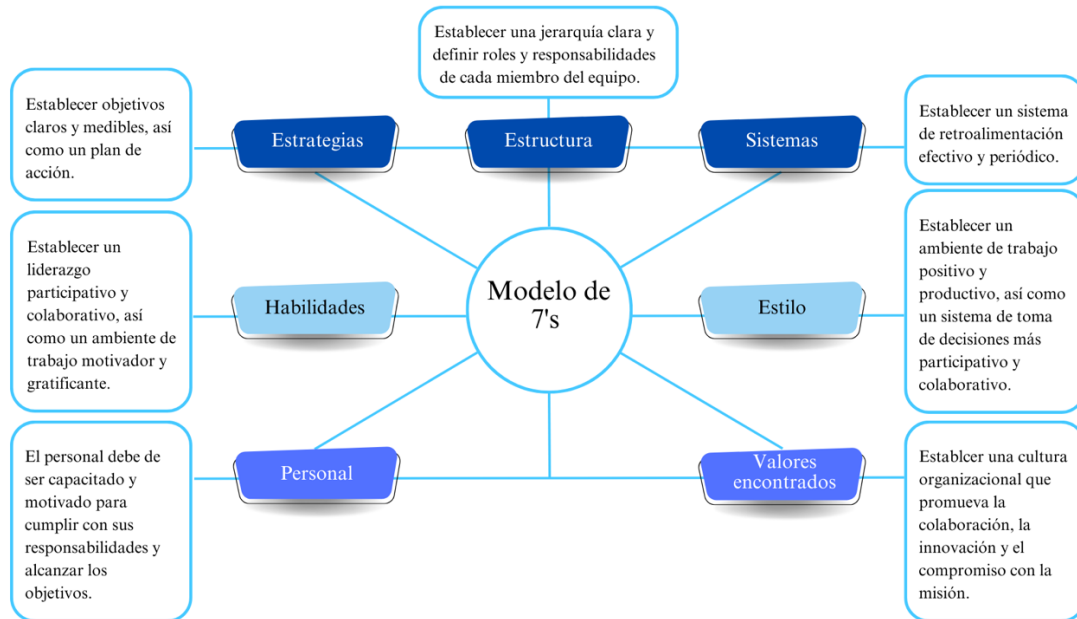 Establecer una jerarquía clara y
definir roles y responsabilidades
de cada miembro del equipo.
Establecer objetivos
claros y medibles, así
como un plan de
acción.
Estrategias
Estructura
Sistemas
Establecer un sistema
de retroalimentación
efectivo y periódico.
Establecer un
liderazgo
participativo y
colaborativo, así
como un ambiente de
trabajo motivador y
gratificante.
Habilidades
Modelo de
7's
Estilo
Establecer un
ambiente de trabajo
positivo y
productivo, así como
un sistema de toma
de decisiones más
participativo y
colaborativo.
El personal debe de
ser capacitado y
motivado para
cumplir con sus
responsabilidades y
alcanzar los
objetivos.
Personal
Valores
encontrados
Establcer una cultura
organizacional que
promueva la
colaboración, la
innovación y el
compromiso con la
misión.